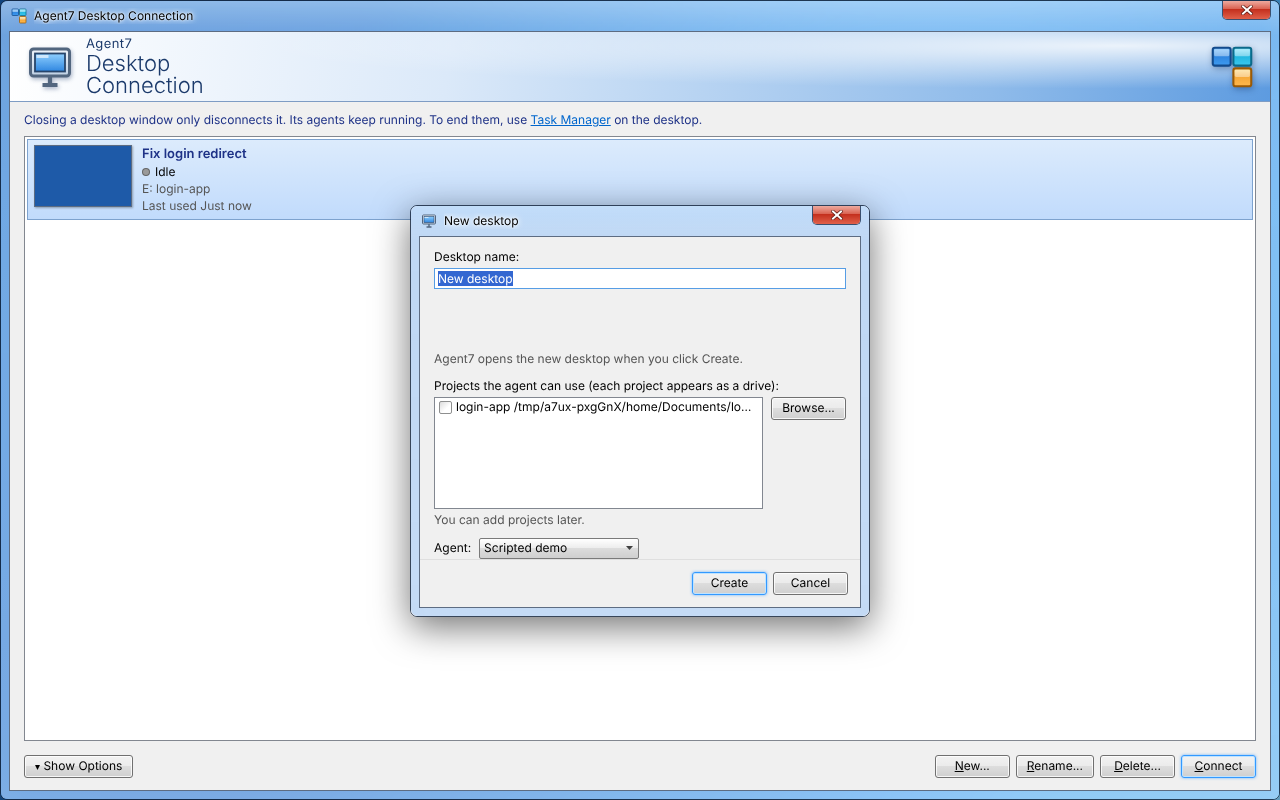 Agent7 Desktop Connection
Agent7
Desktop
Connection
Closing a desktop window only disconnects it. Its agents keep running. To end them, use Task Manager on the desktop.
Fix login redirect
Idle
E: login-app
Last used Just now
New desktop
Desktop name:
New desktop
Agent7 opens the new desktop when you click Create.
Projects the agent can use (each project appears as a drive):
login-app /tmp/a7ux-pxgGnX/home/Documents/lo...
Browse...
You can add projects later.
Agent:
Scripted demo
Create
Cancel
Show Options
New...
Rename...
Delete...
Connect